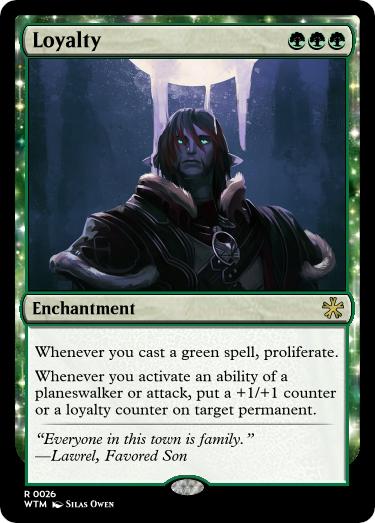 Loyalty
Enchantment
Whenever you cast a green spell, proliferate.
Whenever you activate an ability of a
planeswalker or attack, put a +1/+1 counter
or a loyalty counter on target permanent.
“Everyone in this town is family.”
—Lawrel, Favored Son
R 0026
WTM Silas Owen